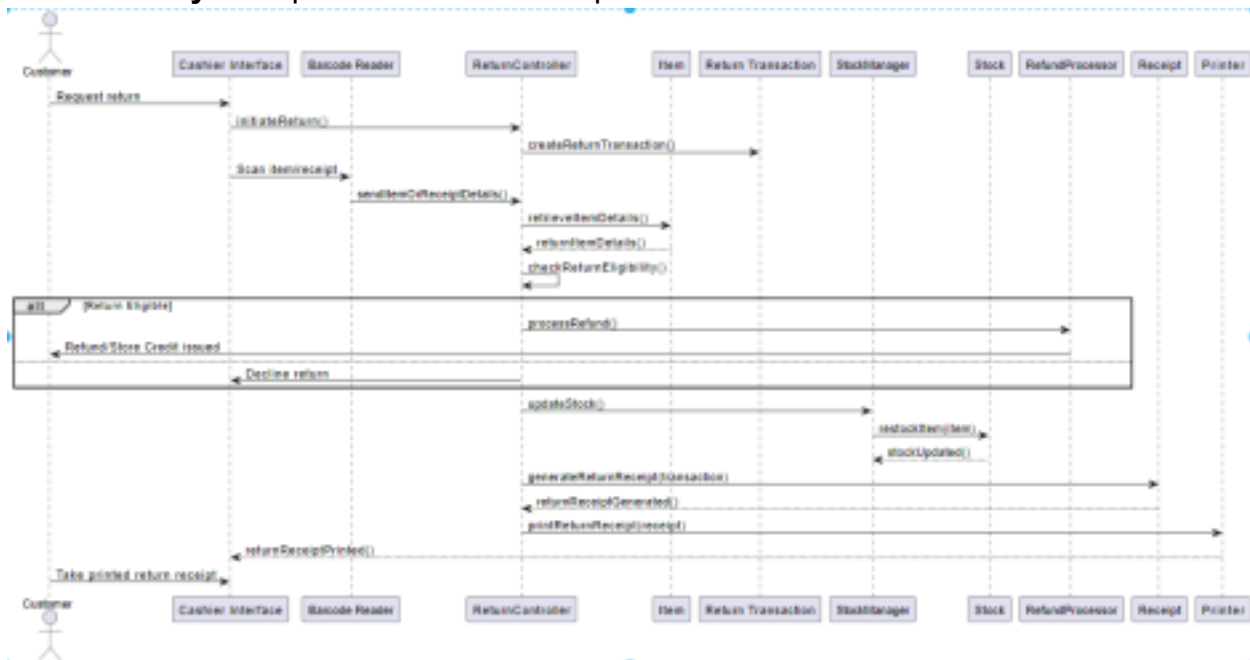 Customer
Cashier Interface
Barcode Reader
ReturnController
Item
Return Transaction
StockManager
Stock
RefundProcessor
Receipt
Printer
Request return
initiateReturn()
createReturnTransaction()
Scan item/receipt
sendItemOrReceiptDetails()
retrieveItemDetails()
returnItemDetails()
checkReturnEligibility()
alt [Return Eligible]
processRefund()
Refund/Store Credit issued
Decline return
updateStock()
restockItem(item)
stockUpdated()
generateReturnReceipt(transaction)
returnReceiptGenerated()
printReturnReceipt(receipt)
returnReceiptPrinted()
Take printed return receipt
Customer
Cashier Interface
Barcode Reader
ReturnController
Item
Return Transaction
StockManager
Stock
RefundProcessor
Receipt
Printer